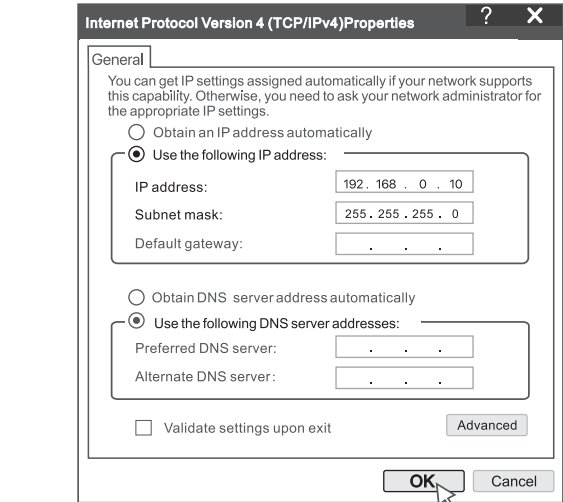 Internet Protocol Version 4 (TCP/IPv4)Properties ? X
General
You can get IP settings assigned automatically if your network supports
this capability. Otherwise, you need to ask your network administrator for
the appropriate IP settings.
Obtain an IP address automatically
Use the following IP address:
IP address: 192 . 168 . 0 . 10
Subnet mask: 255 . 255 . 255 . 0
Default gateway: . . .
Obtain DNS server address automatically
Use the following DNS server addresses:
Preferred DNS server: . . .
Alternate DNS server: . . .
Validate settings upon exit Advanced
OK Cancel